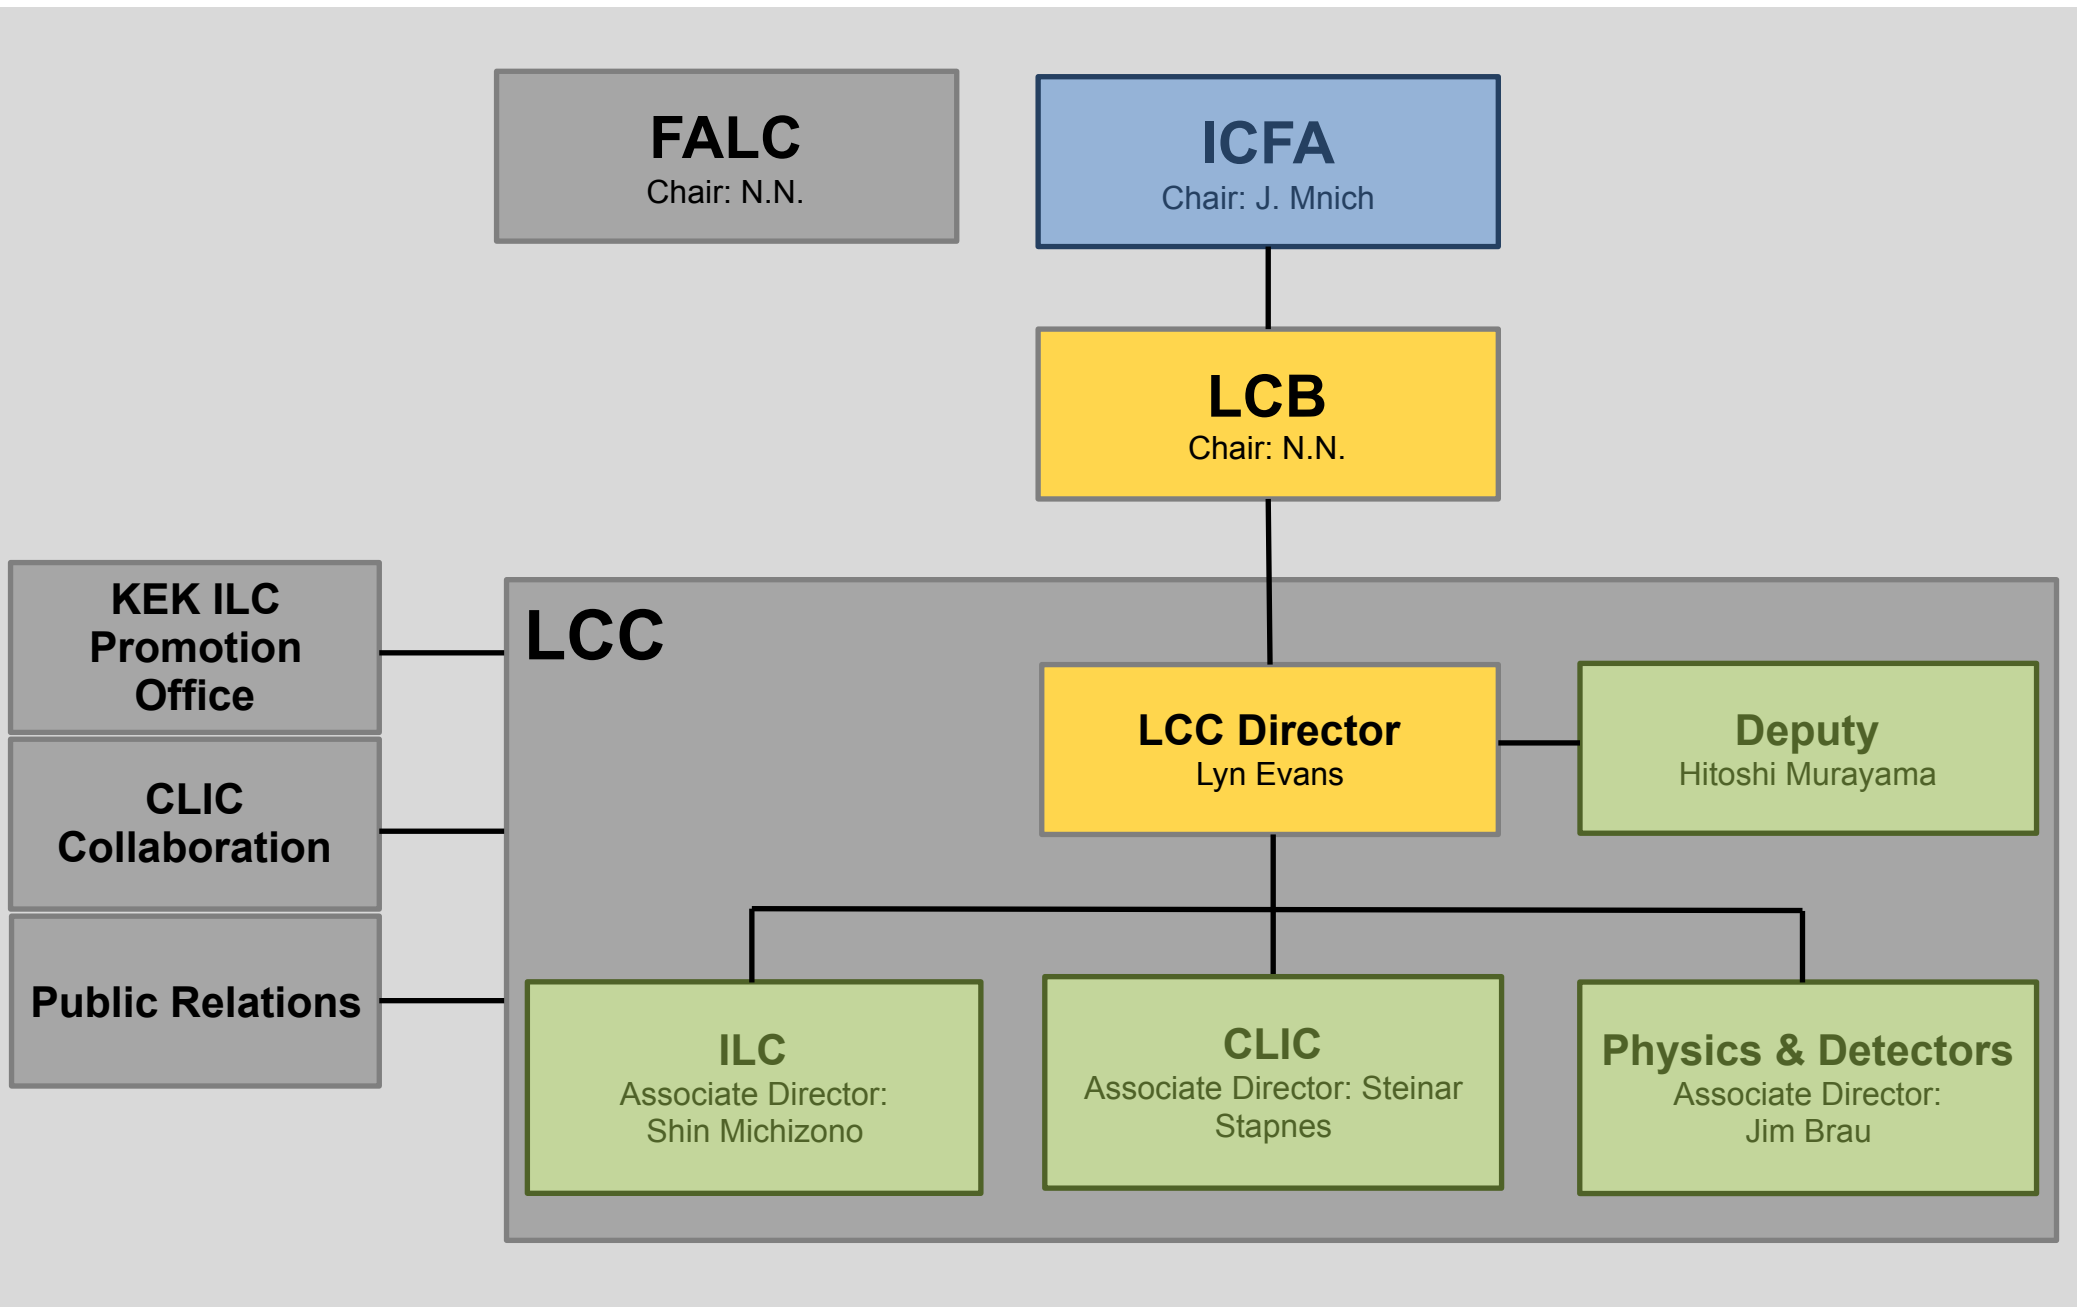 FALC
Chair: N.N.
ICFA
Chair: J. Mnich
LCB
Chair: N.N.
KEK ILC
Promotion
Office
CLIC
Collaboration
Public Relations
LCC
LCC Director
Lyn Evans
Deputy
Hitoshi Murayama
ILC
Associate Director:
Shin Michizono
CLIC
Associate Director: Steinar
Stapnes
Physics & Detectors
Associate Director:
Jim Brau